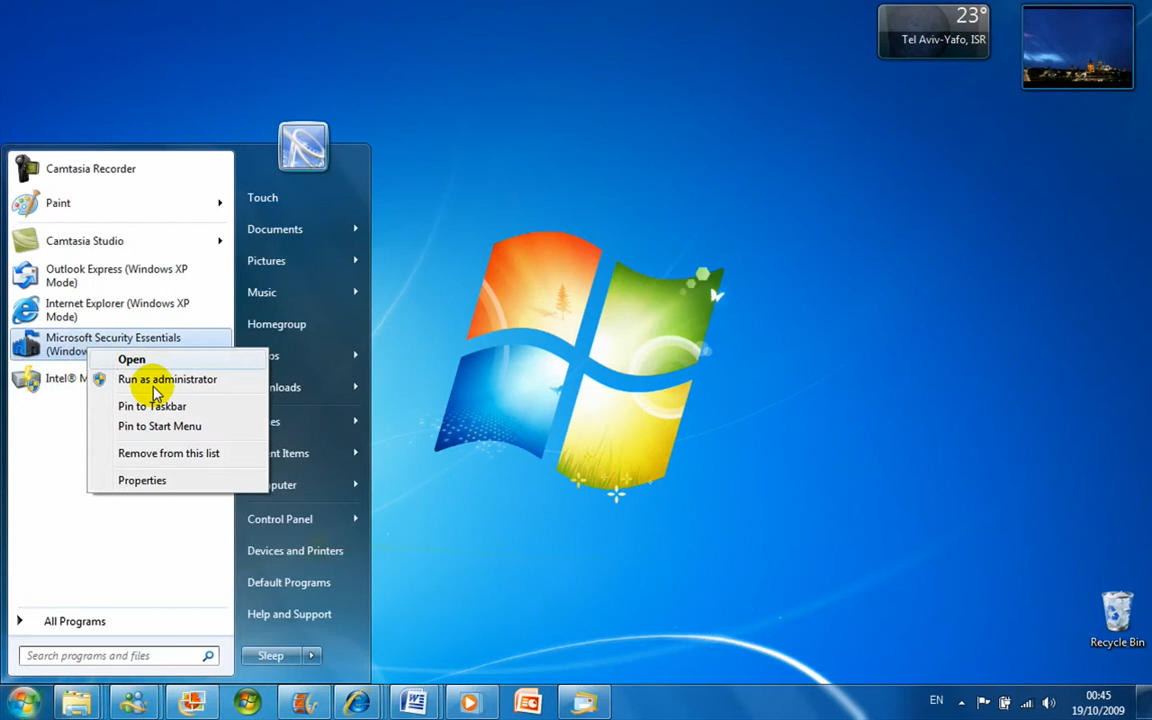 23°
Tel Aviv-Yafo, ISR
Camtasia Recorder
Paint
Camtasia Studio
Outlook Express (Windows XP
Mode)
Internet Explorer (Windows XP
Mode)
Microsoft Security Essentials
(Window
Intel® M
Open
Run as administrator
Pin to Taskbar
Pin to Start Menu
Remove from this list
Properties
All Programs
Search programs and files
Touch
Documents
Pictures
Music
Homegroup
nloads
ent Items
puter
Control Panel
Devices and Printers
Default Programs
Help and Support
Sleep
Recycle Bin
EN
00:45
19/10/2009